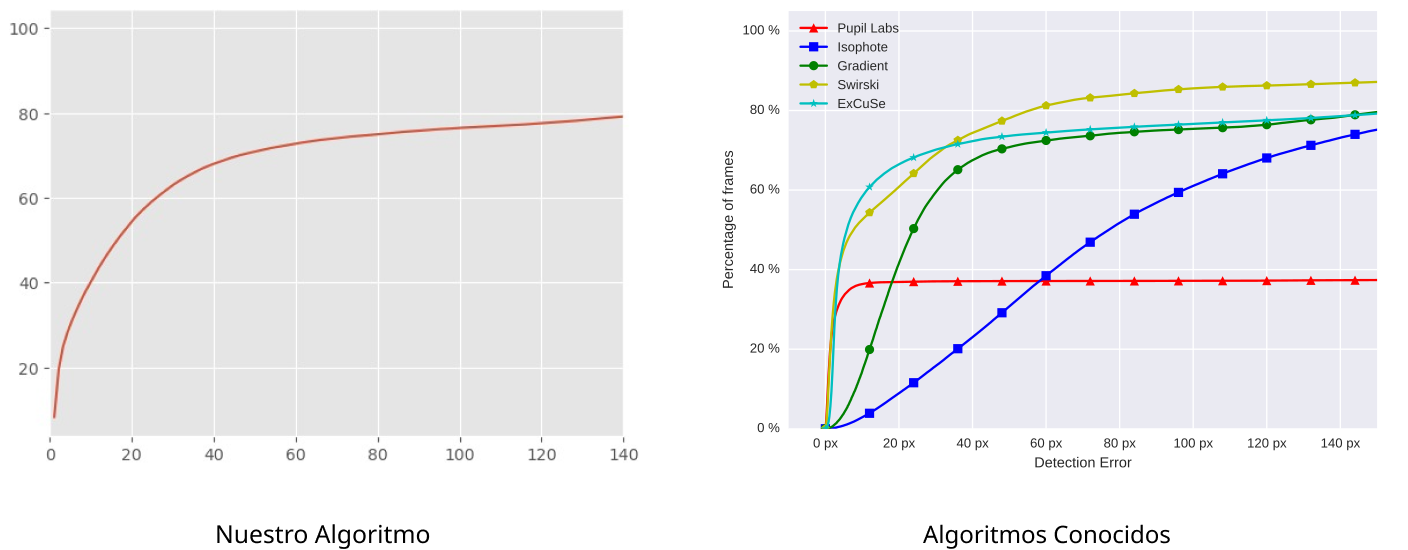 100
80
60
40
20
0 20 40 60 80 100 120 140
Nuestro Algoritmo
Pupil Labs
Isophote
Gradient
Swirski
ExCuSe
100 %
80 %
60 %
40 %
20 %
0 %
Percentage of frames
0 px 20 px 40 px 60 px 80 px 100 px 120 px 140 px
Detection Error
Algoritmos Conocidos